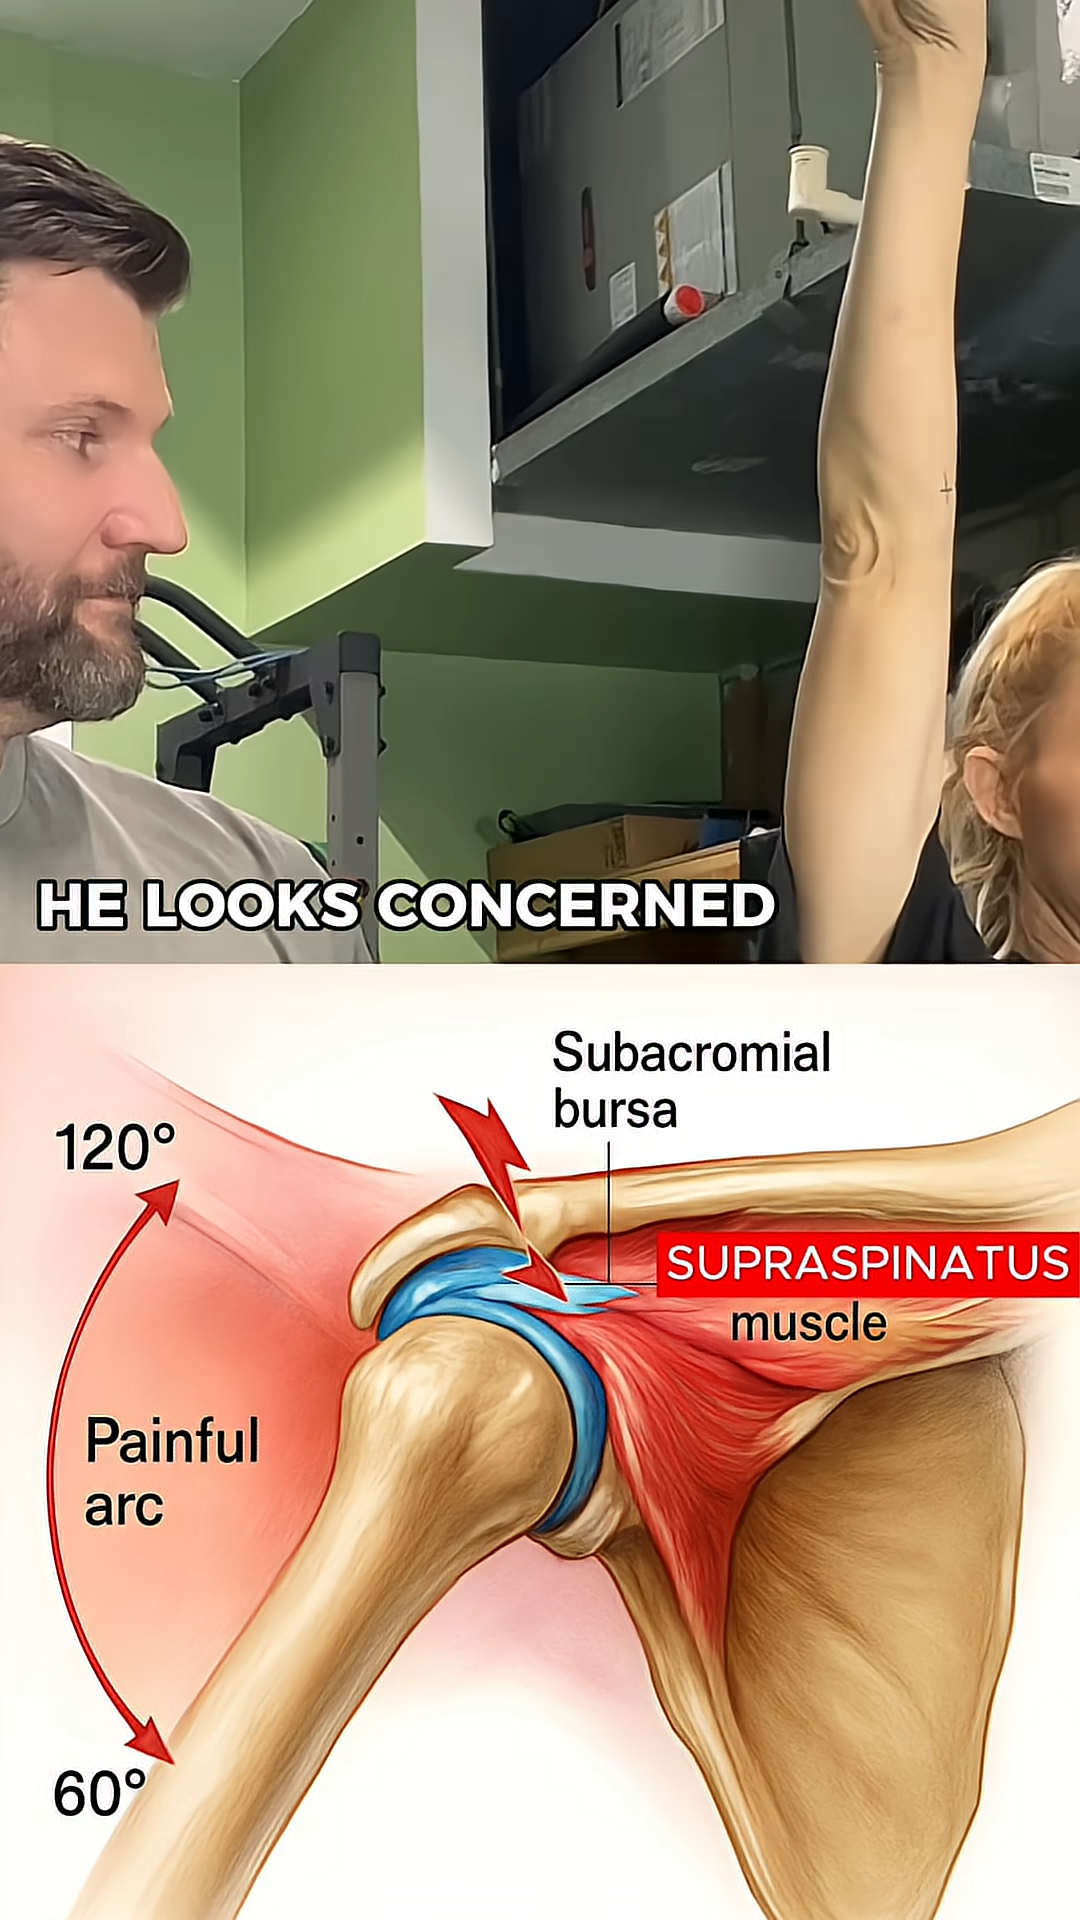 HE LOOKS CONCERNED
Subacromial
bursa
120°
SUPRASPINATUS
muscle
Painful
arc
60°